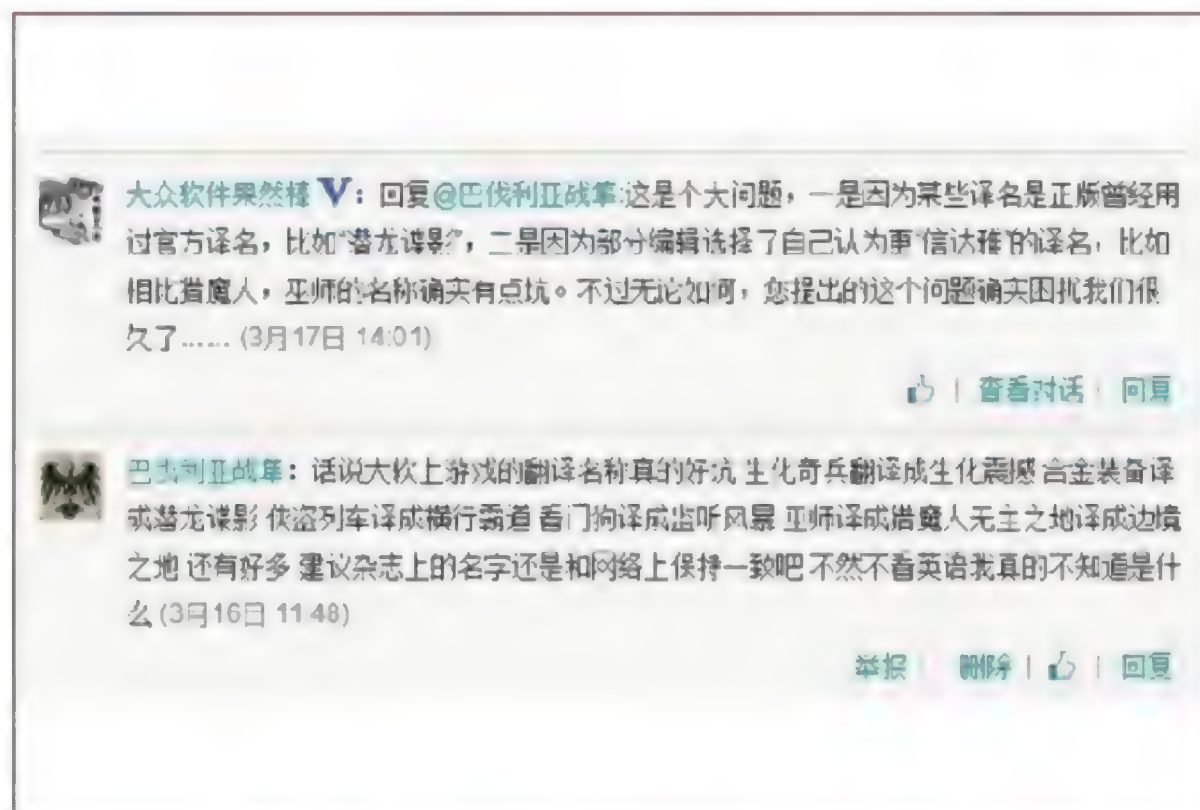 大众软件果然棒 V：回复@巴伐利亚战隼:这是个大问题，一是因为某些译名是正版曾经用
过官方译名，比如“潜龙谍影”，二是因为部分编辑选择了自己认为更“信达雅”的译名，比如
相比猎魔人，巫师的名称确实有点坑。不过无论如何，您提出的这个问题确实困扰我们很
久了…… (3月17日 14:01)
查看对话 | 回复
巴伐利亚战隼：话说大软上游戏的翻译名称真的好坑 生化奇兵翻译成生化震撼 合金装备译
成潜龙谍影 侠盗列车译成横行霸道 看门狗译成监听风暴 巫师译成猎魔人无主之地译成边境
之地 还有好多 建议杂志上的名字还是和网络上保持一致吧 不然不看英语我真的不知道是什
么 (3月16日 11:48)
举报 | 删除 | 回复